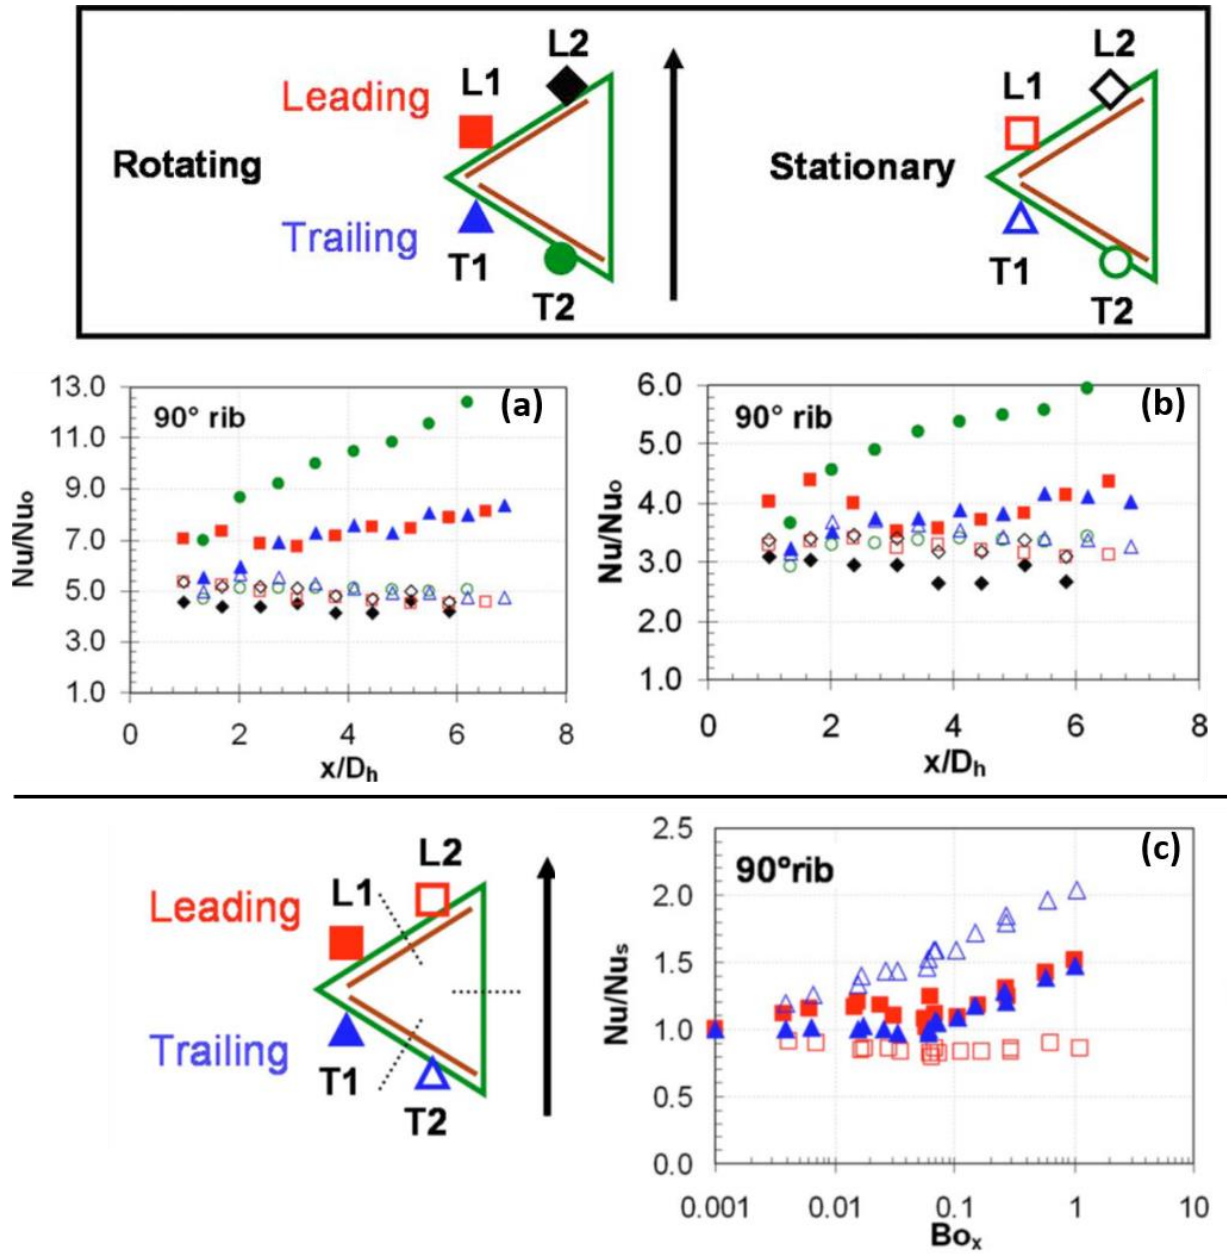 L2
L1
Leading
Rotating
Trailing
T1
T2
L2
L1
Stationary
T1
T2
13.0
11.0
9.0
7.0
5.0
3.0
1.0
Nu/Nuo
90° rib
(a)
0 2 4 6 8
x/Dh
6.0
5.0
4.0
3.0
2.0
1.0
Nu/Nuo
90° rib
(b)
0 2 4 6 8
x/Dh
L2
L1
Leading
Trailing
T1
T2
2.5
2.0
1.5
1.0
0.5
0.0
Nu/Nus
90°rib
(c)
0.001 0.01 0.1 1 10
Box